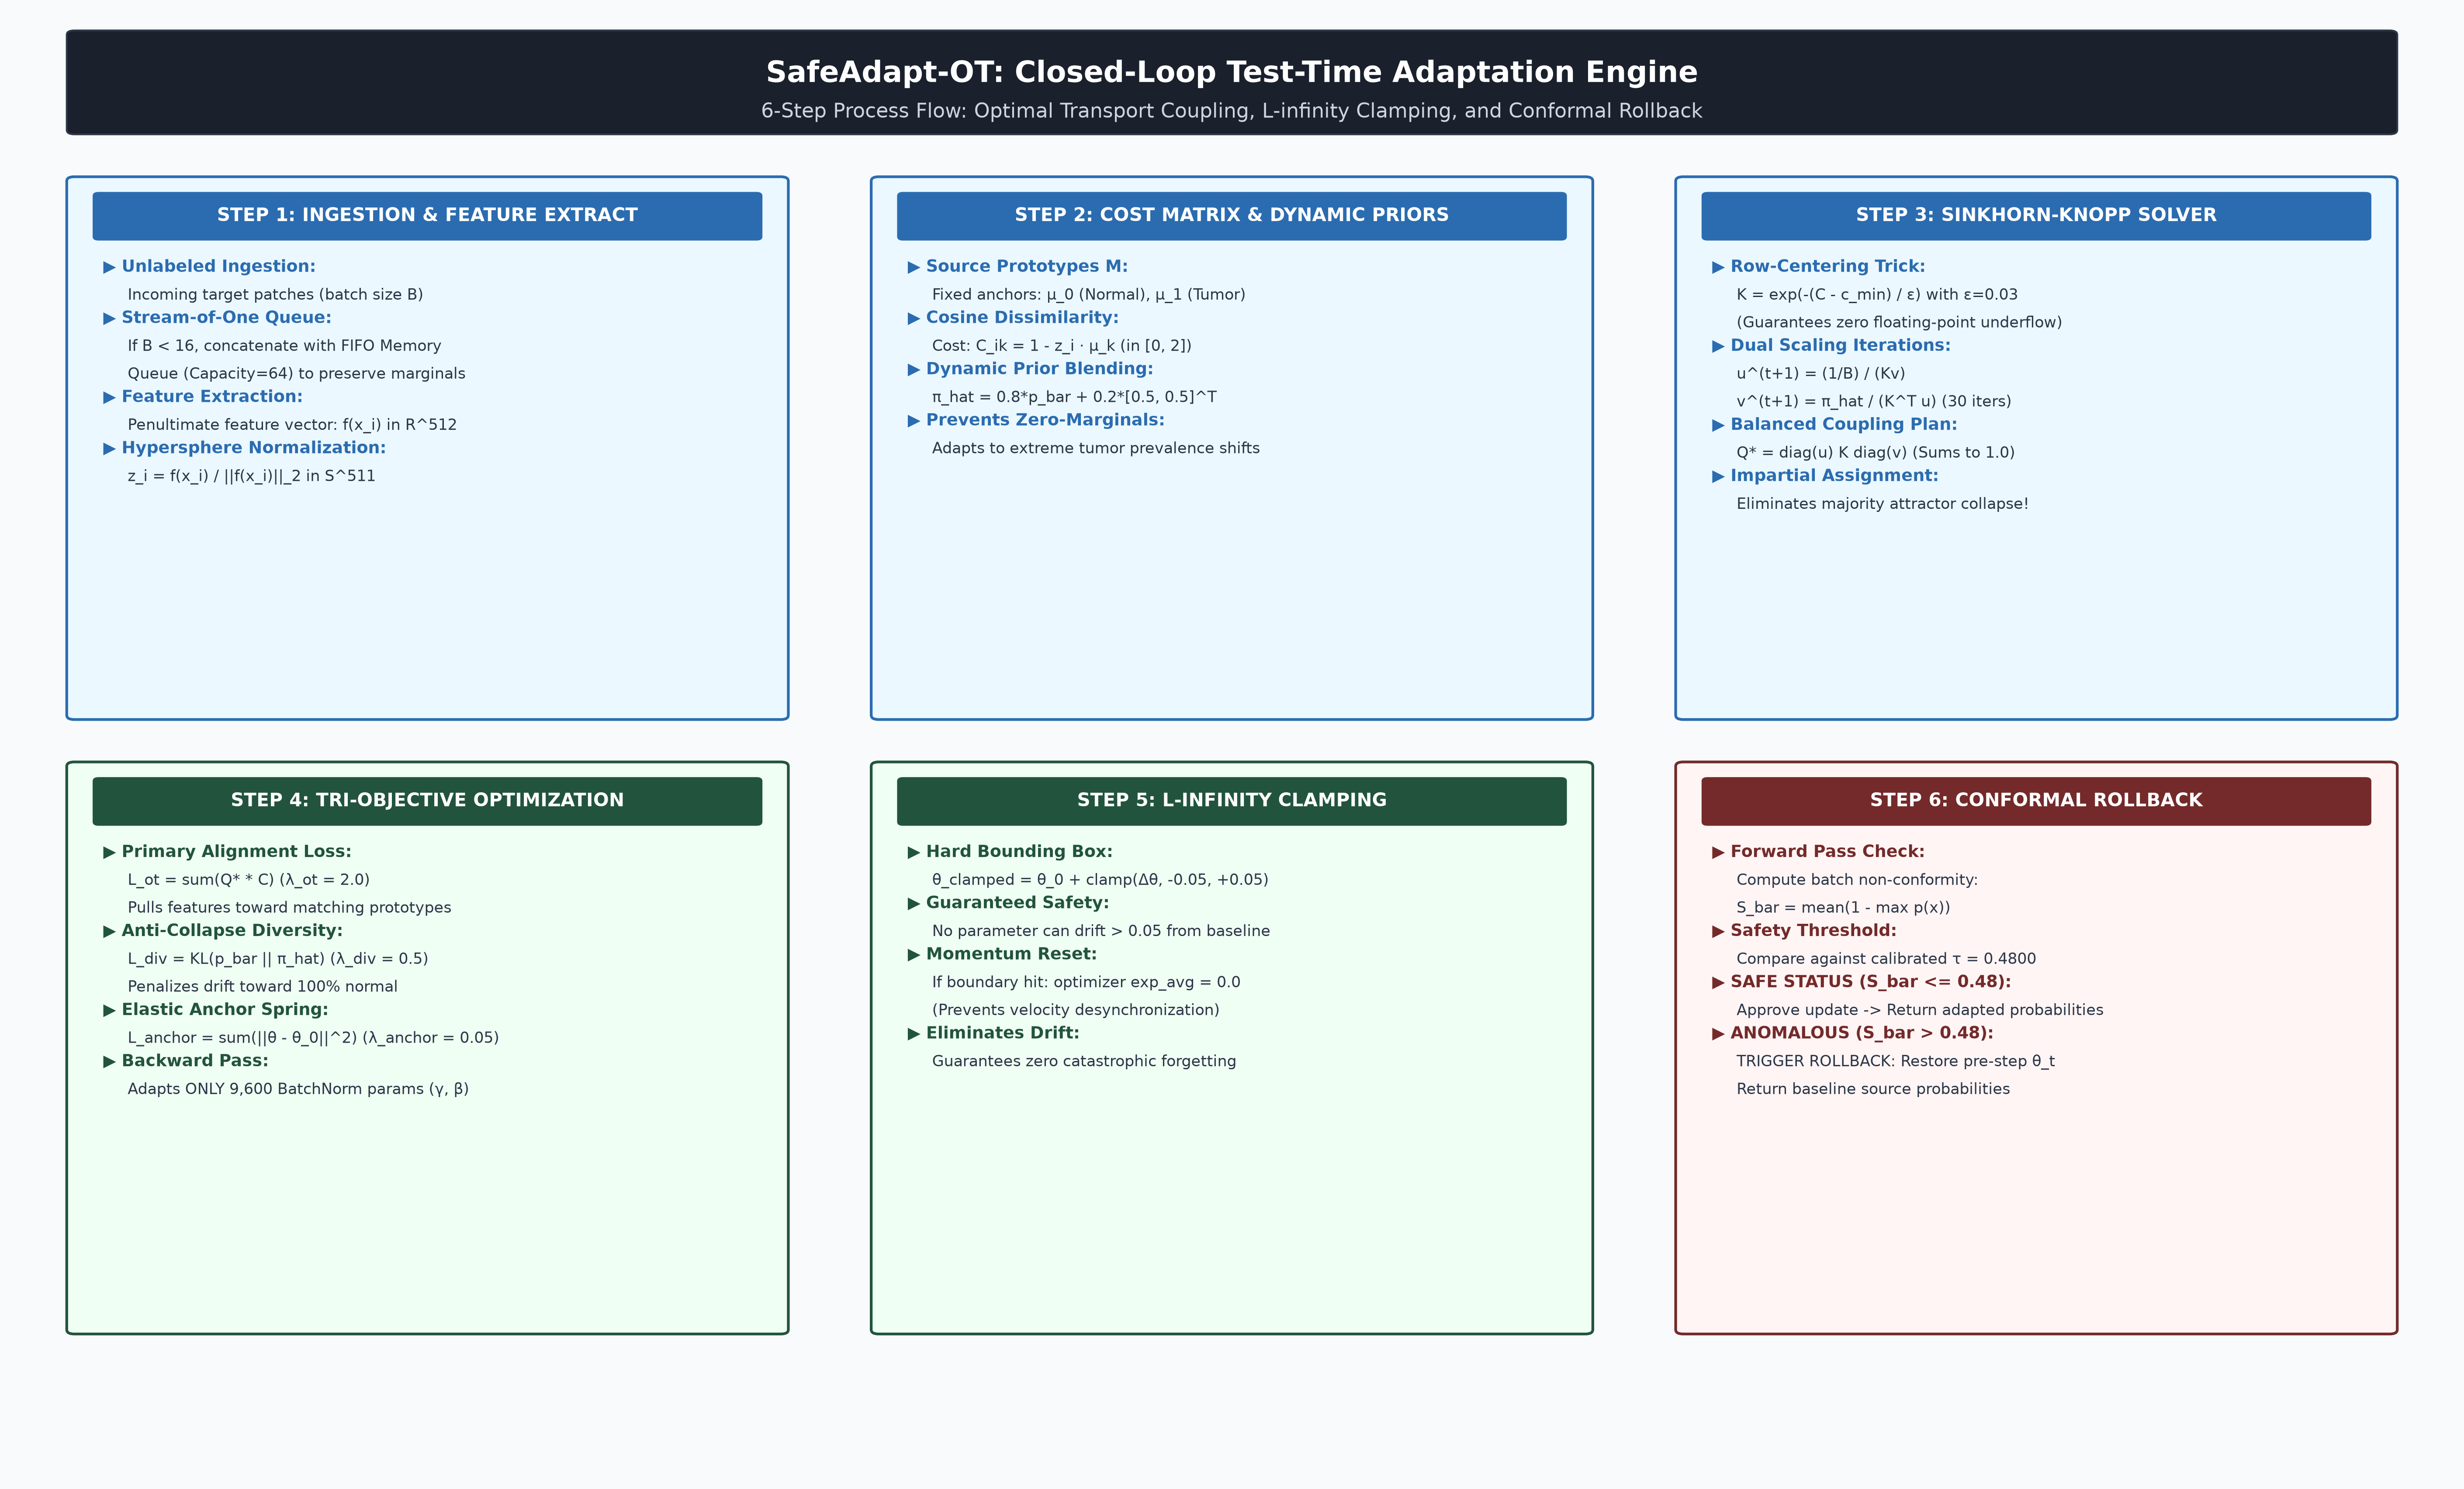 SafeAdapt-OT: Closed-Loop Test-Time Adaptation Engine
6-Step Process Flow: Optimal Transport Coupling, L-infinity Clamping, and Conformal Rollback
STEP 1: INGESTION & FEATURE EXTRACT
▶ Unlabeled Ingestion:
Incoming target patches (batch size B)
▶ Stream-of-One Queue:
If B < 16, concatenate with FIFO Memory
Queue (Capacity=64) to preserve marginals
▶ Feature Extraction:
Penultimate feature vector: f(x_i) in R^512
▶ Hypersphere Normalization:
z_i = f(x_i) / ||f(x_i)||_2 in S^511
STEP 2: COST MATRIX & DYNAMIC PRIORS
▶ Source Prototypes M:
Fixed anchors: μ_0 (Normal), μ_1 (Tumor)
▶ Cosine Dissimilarity:
Cost: C_ik = 1 - z_i · μ_k (in [0, 2])
▶ Dynamic Prior Blending:
π_hat = 0.8*p_bar + 0.2*[0.5, 0.5]^T
▶ Prevents Zero-Marginals:
Adapts to extreme tumor prevalence shifts
STEP 3: SINKHORN-KNOPP SOLVER
▶ Row-Centering Trick:
K = exp(-(C - c_min) / ε) with ε=0.03
(Guarantees zero floating-point underflow)
▶ Dual Scaling Iterations:
u^(t+1) = (1/B) / (Kv)
v^(t+1) = π_hat / (K^T u) (30 iters)
▶ Balanced Coupling Plan:
Q* = diag(u) K diag(v) (Sums to 1.0)
▶ Impartial Assignment:
Eliminates majority attractor collapse!
STEP 4: TRI-OBJECTIVE OPTIMIZATION
▶ Primary Alignment Loss:
L_ot = sum(Q* * C) (λ_ot = 2.0)
Pulls features toward matching prototypes
▶ Anti-Collapse Diversity:
L_div = KL(p_bar || π_hat) (λ_div = 0.5)
Penalizes drift toward 100% normal
▶ Elastic Anchor Spring:
L_anchor = sum(||θ - θ_0||^2) (λ_anchor = 0.05)
▶ Backward Pass:
Adapts ONLY 9,600 BatchNorm params (γ, β)
STEP 5: L-INFINITY CLAMPING
▶ Hard Bounding Box:
θ_clamped = θ_0 + clamp(Δθ, -0.05, +0.05)
▶ Guaranteed Safety:
No parameter can drift > 0.05 from baseline
▶ Momentum Reset:
If boundary hit: optimizer exp_avg = 0.0
(Prevents velocity desynchronization)
▶ Eliminates Drift:
Guarantees zero catastrophic forgetting
STEP 6: CONFORMAL ROLLBACK
▶ Forward Pass Check:
Compute batch non-conformity:
S_bar = mean(1 - max p(x))
▶ Safety Threshold:
Compare against calibrated τ = 0.4800
▶ SAFE STATUS (S_bar <= 0.48):
Approve update -> Return adapted probabilities
▶ ANOMALOUS (S_bar > 0.48):
TRIGGER ROLLBACK: Restore pre-step θ_t
Return baseline source probabilities